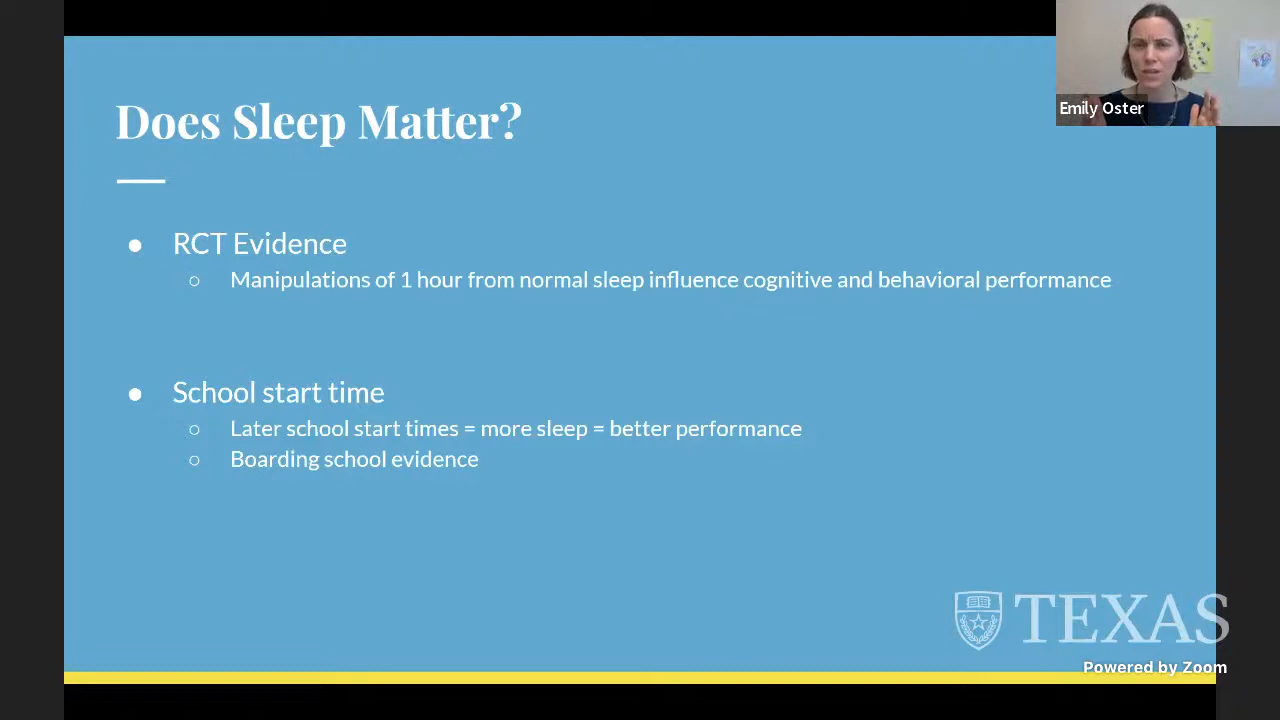 Emily Oster
Does Sleep Matter?
● RCT Evidence
○ Manipulations of 1 hour from normal sleep influence cognitive and behavioral performance
● School start time
○ Later school start times = more sleep = better performance
○ Boarding school evidence
TEXAS
Powered by Zoom